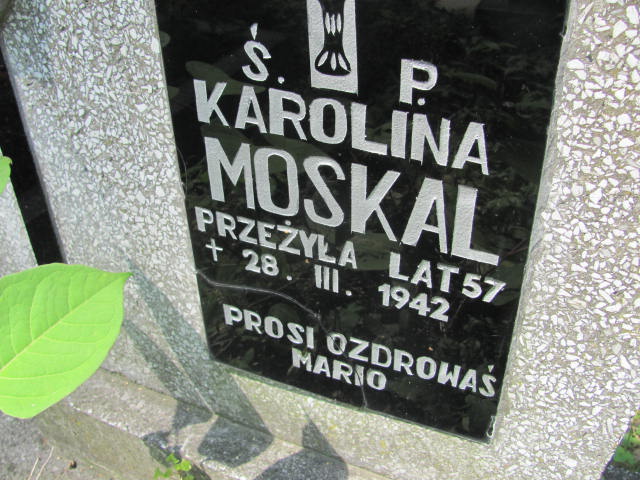 Ś. P.
KAROLINA
MOSKAL
PRZEŻYŁA LAT 57
+ 28. III. 1942
PROSI OZDROWAŚ
MARIO